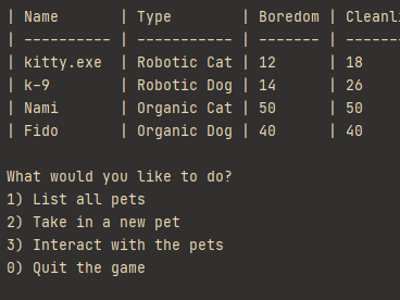 | Name       | Type        | Boredom | Cleanli
| ---------- | ----------- | ------- | -------
| kitty.exe  | Robotic Cat | 12      | 18
| k-9        | Robotic Dog | 14      | 26
| Nami       | Organic Cat | 50      | 50
| Fido       | Organic Dog | 40      | 40
What would you like to do?
1) List all pets
2) Take in a new pet
3) Interact with the pets
0) Quit the game